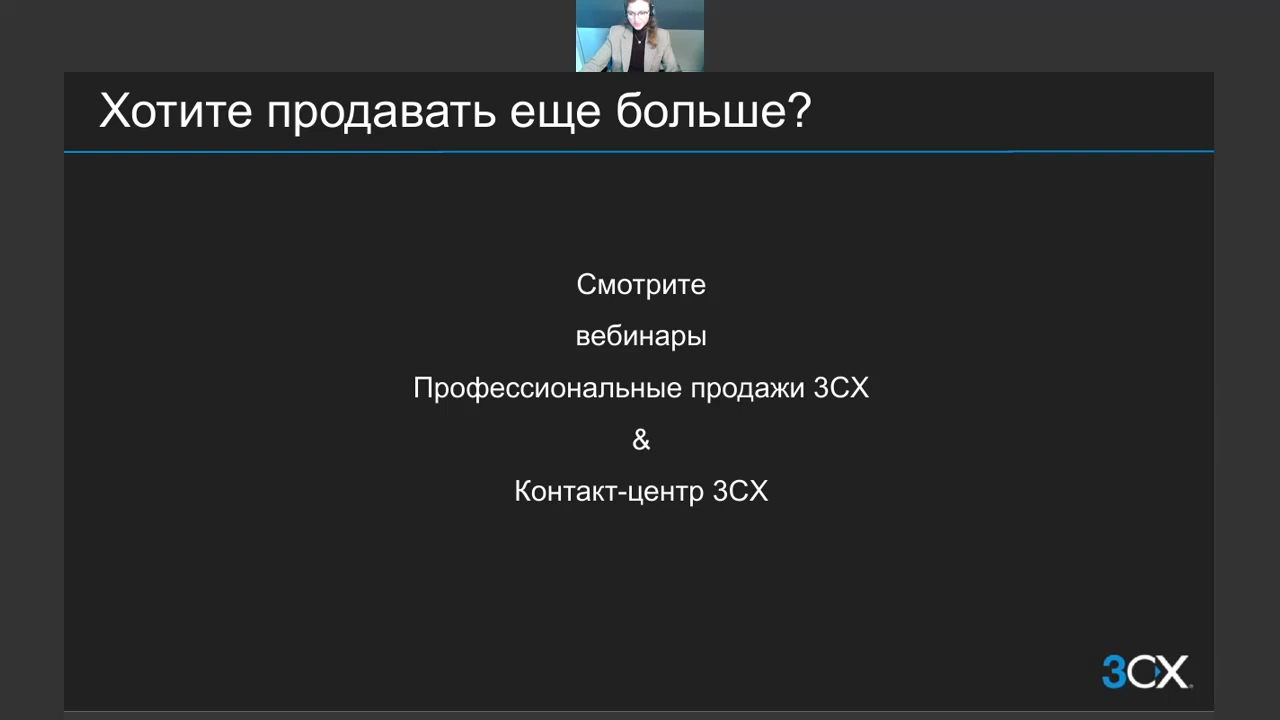 Хотите продавать еще больше?
Смотрите
вебинары
Профессиональные продажи 3CX
&
Контакт-центр 3CX
3CX